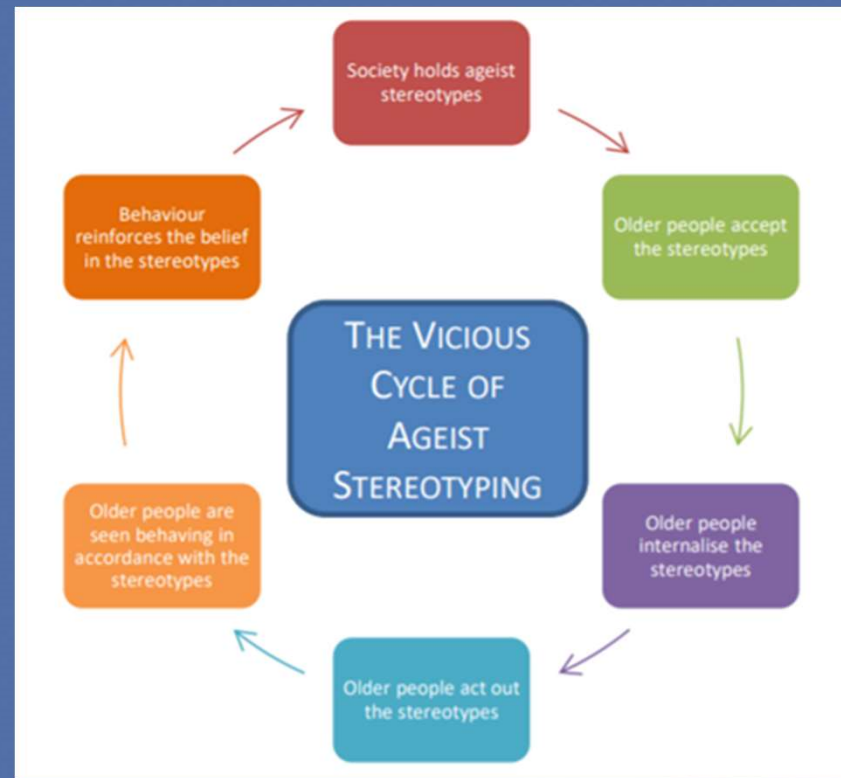 Society holds ageist
stereotypes
Older people accept
the stereotypes
Older people
internalise the
stereotypes
Older people act out
the stereotypes
Older people are
seen behaving in
accordance with the
stereotypes
Behaviour
reinforces the belief
in the stereotypes
THE VICIOUS
CYCLE OF
AGEIST
STEREOTYPING